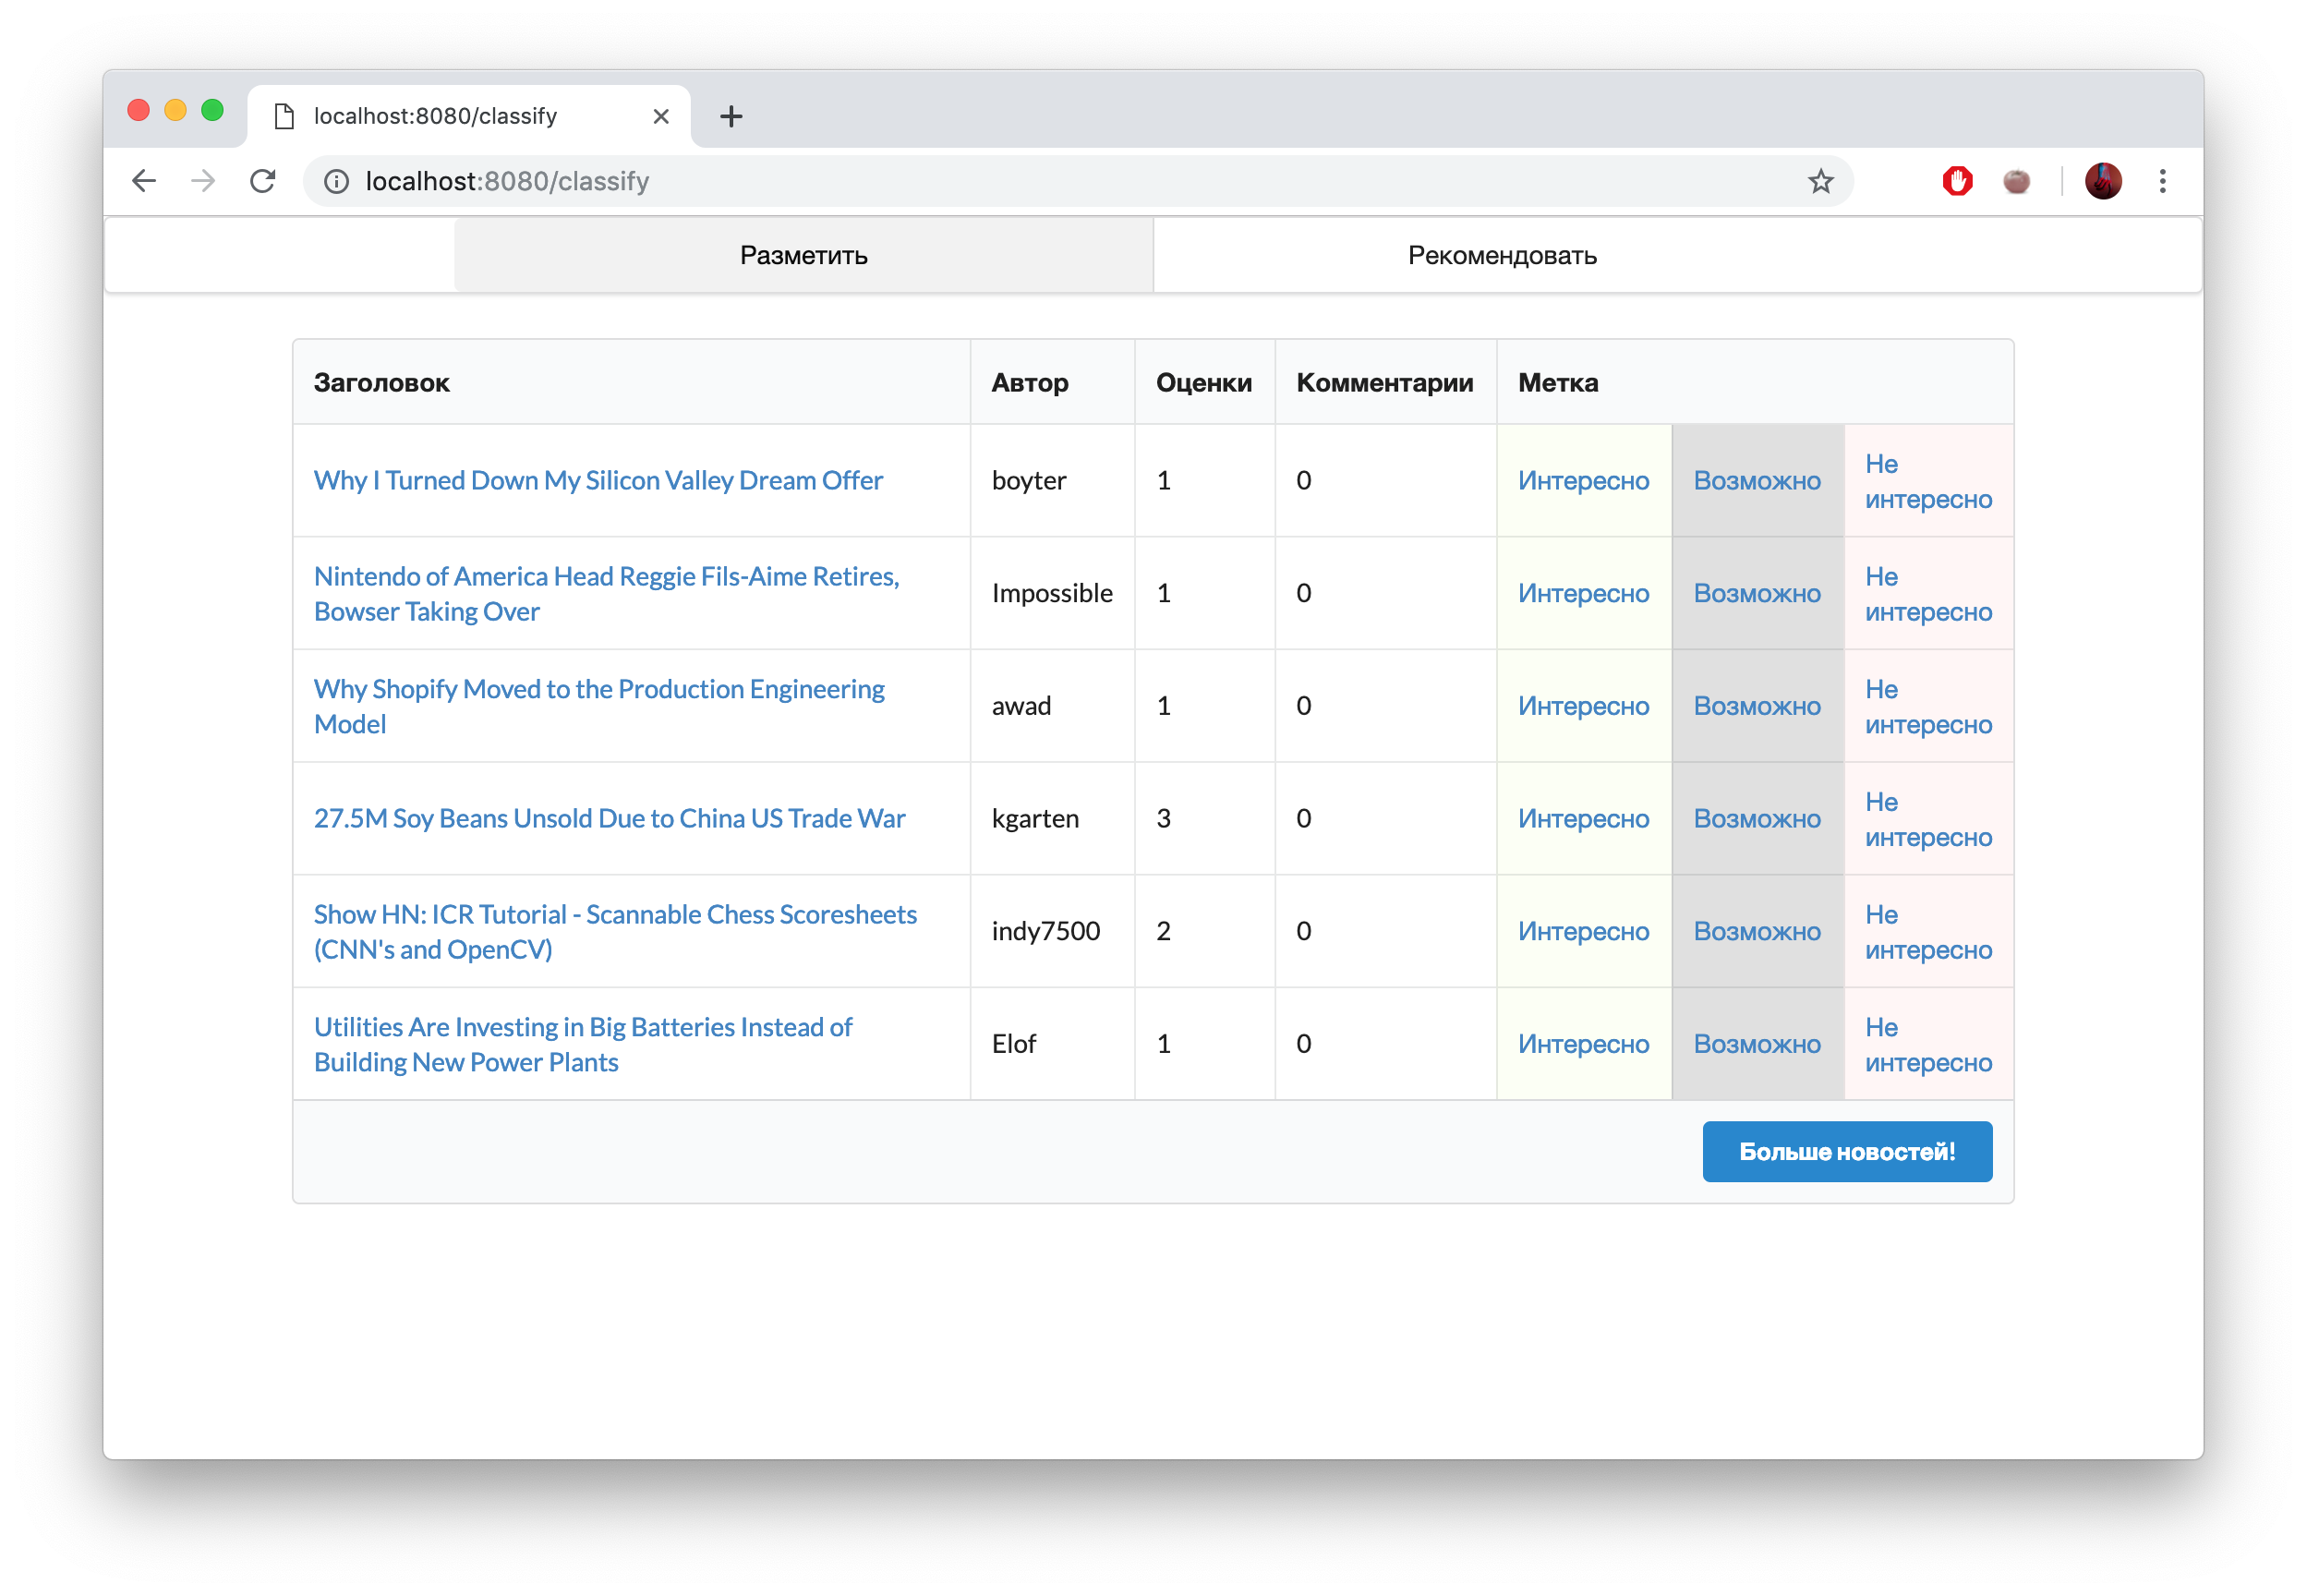 localhost:8080/classify
localhost:8080/classify
Разметить Рекомендовать
Заголовок Автор Оценки Комментарии Метка
Why I Turned Down My Silicon Valley Dream Offer boyter 1 0 Интересно Возможно Не
интересно
Nintendo of America Head Reggie Fils-Aime Retires,
Bowser Taking Over Impossible 1 0 Интересно Возможно Не
интересно
Why Shopify Moved to the Production Engineering
Model awad 1 0 Интересно Возможно Не
интересно
27.5M Soy Beans Unsold Due to China US Trade War kgarten 3 0 Интересно Возможно Не
интересно
Show HN: ICR Tutorial - Scannable Chess Scoresheets
(CNN's and OpenCV) indy7500 2 0 Интересно Возможно Не
интересно
Utilities Are Investing in Big Batteries Instead of
Building New Power Plants Elof 1 0 Интересно Возможно Не
интересно
Больше новостей!